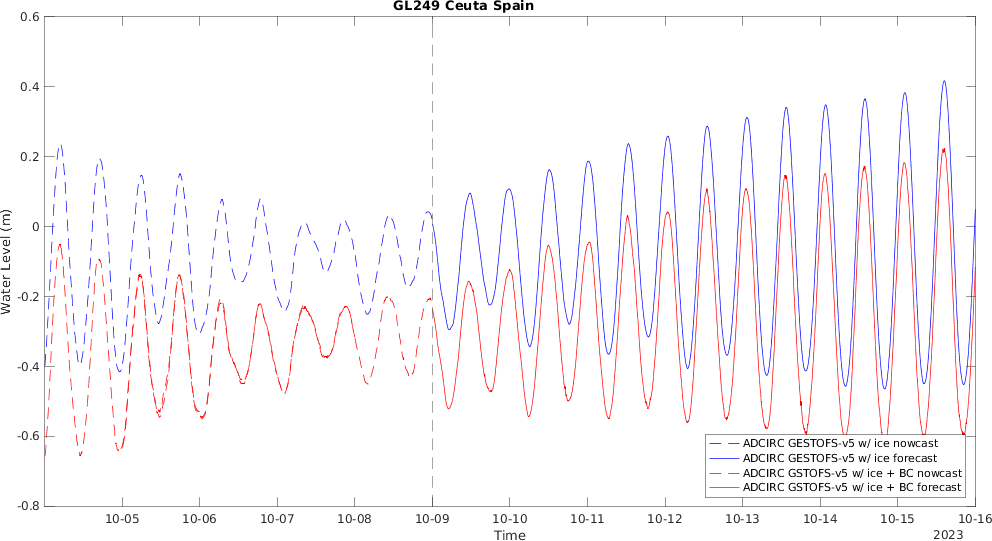 GL249 Ceuta Spain
0.6
0.4
0.2
0
-0.2
-0.4
-0.6
-0.8
Water Level (m)
ADCIRC GESTOFS-v5 w/ ice nowcast
ADCIRC GESTOFS-v5 w/ ice forecast
ADCIRC GSTOFS-v5 w/ ice + BC nowcast
ADCIRC GSTOFS-v5 w/ ice + BC forecast
10-05 10-06 10-07 10-08 10-09 10-10 10-11 10-12 10-13 10-14 10-15 10-16
Time
2023